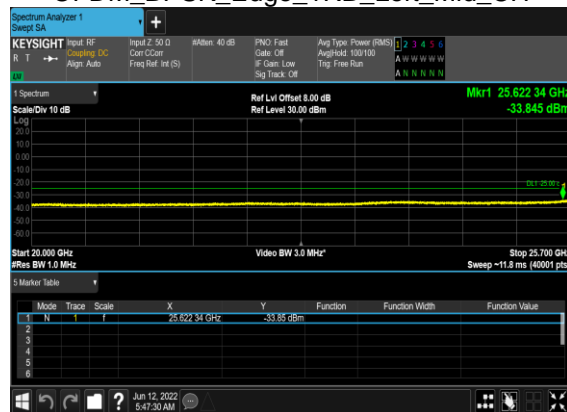 Spectrum Analyzer 1
Swept SA
+
KEYSIGHT Input: RF Input Z: 50 Ω #Atten: 40 dB PNO: Fast Avg Type: Power (RMS) 1 2 3 4 5 6
R T Coupling: DC Corr CCorr Gate: Off Avg|Hold: 100/100 A W W W W W
Align: Auto Freq Ref: Int (S) IF Gain: Low Trig: Free Run
LW Sig Track: Off A N N N N N
1 Spectrum Ref Lvl Offset 8.00 dB Mkr1 25.622 34 GHz
Scale/Div 10 dB Ref Level 30.00 dBm -33.845 dBm
Log
20.0
10.0
0.00
-10.0
-20.0
DL1 -25.00
-30.0
-40.0
-50.0
-60.0
Start 20.000 GHz Video BW 3.0 MHz* Stop 25.700 GHz
#Res BW 1.0 MHz Sweep ~11.8 ms (40001 pts)
5 Marker Table
Mode Trace Scale X Y Function Function Width Function Value
1 N 1 f 25.622 34 GHz -33.85 dBm
2
3
4
5
6
? Jun 12, 2022
5:47:30 AM